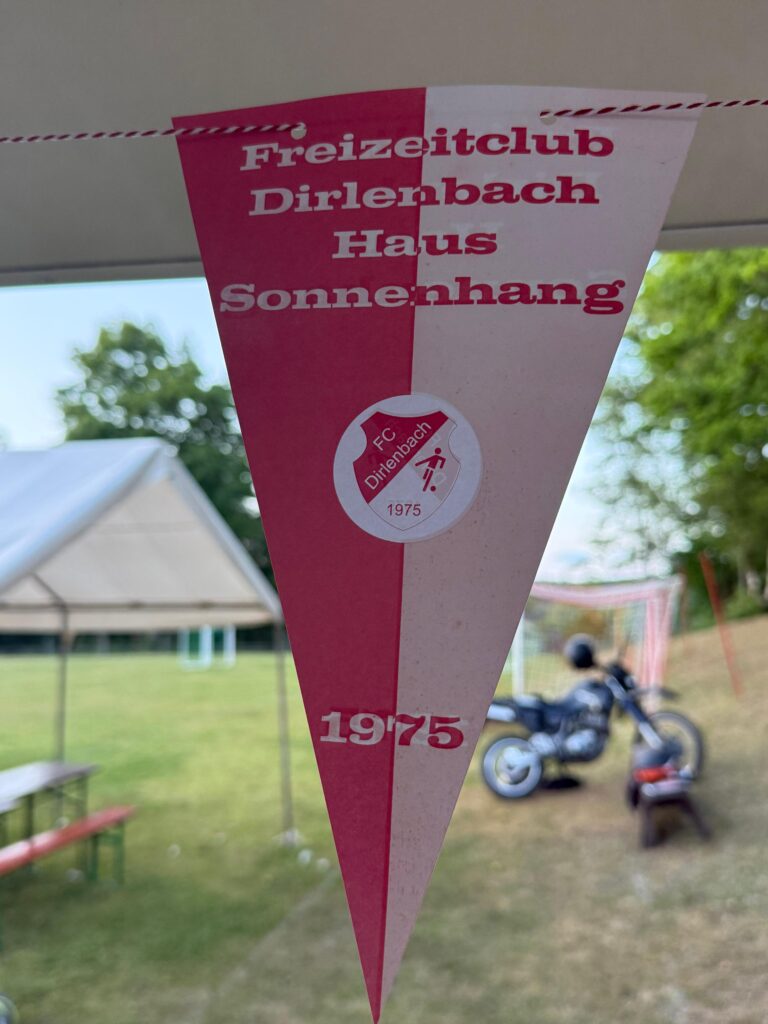 Freizeitclub
Dirlenbach
Haus
Sonnenhang
FC
Dirlenbach
1975
1975